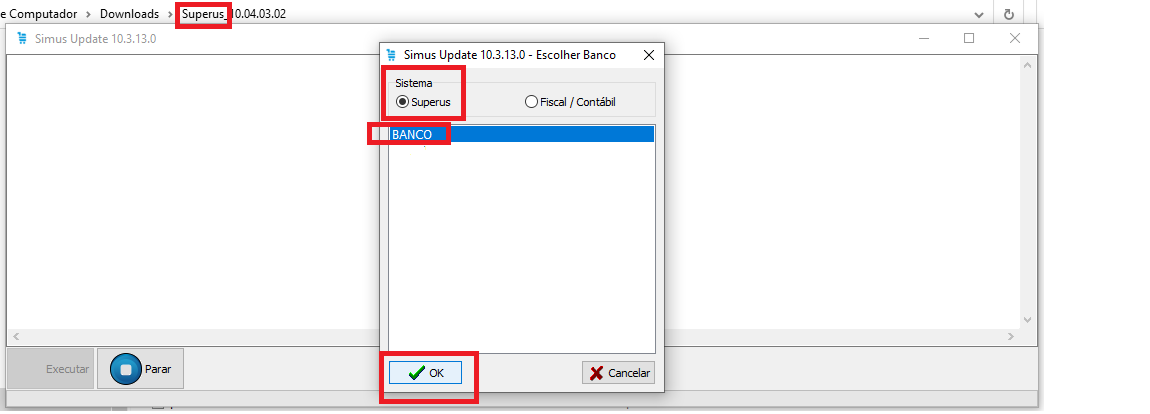 e Computador > Downloads > Superus_10.04.03.02
Simus Update 10.3.13.0
Simus Update 10.3.13.0 - Escolher Banco
Sistema
Superus Fiscal / Contábil
BANCO
Executar Parar
OK Cancelar